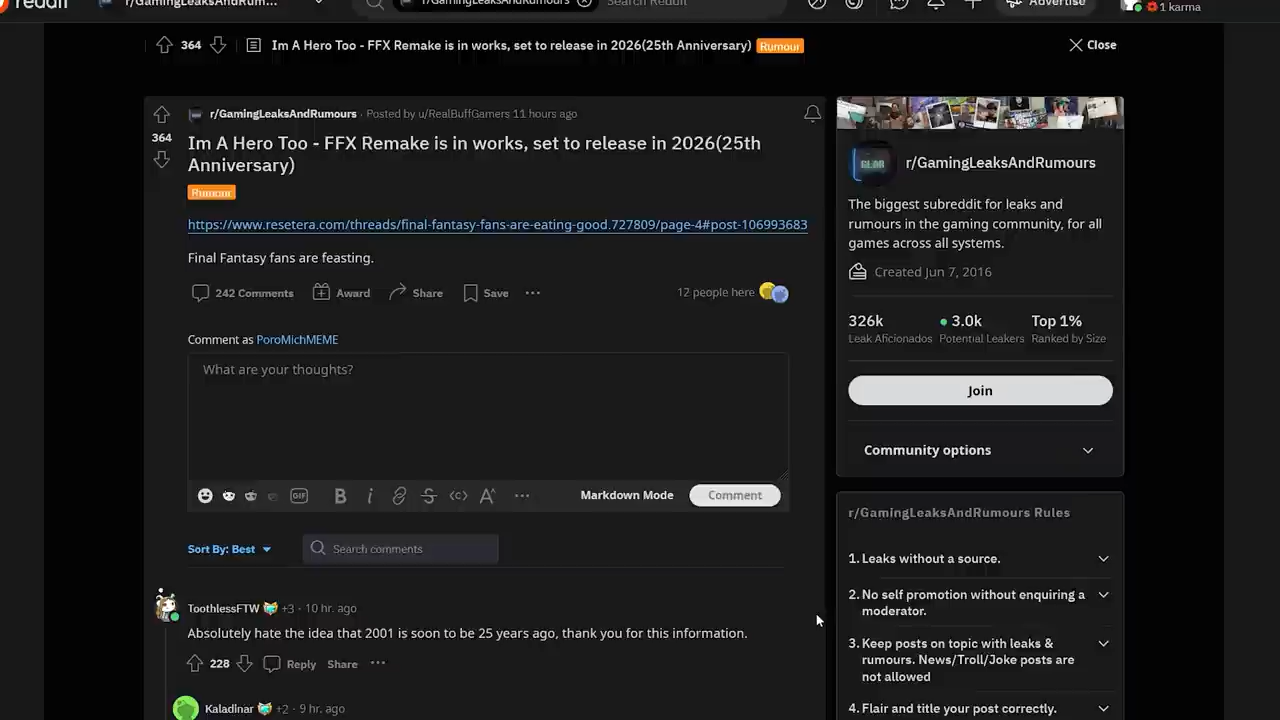 reddit
r/GamingLeaksAndRum...
r/GamingLeaksAndRumours
Search Reddit
Advertise
1 karma
364
Im A Hero Too - FFX Remake is in works, set to release in 2026(25th Anniversary)
Rumour
Close
r/GamingLeaksAndRumours · Posted by u/RealBuffGamers 11 hours ago
364
Im A Hero Too - FFX Remake is in works, set to release in 2026(25th
Anniversary)
Rumour
https://www.resetera.com/threads/final-fantasy-fans-are-eating-good.727809/page-4#post-106993683
Final Fantasy fans are feasting.
242 Comments
Award
Share
Save
12 people here
Comment as PoroMichMEME
What are your thoughts?
GIF
Markdown Mode
Comment
Sort By: Best
Search comments
ToothlessFTW +3 · 10 hr. ago
Absolutely hate the idea that 2001 is soon to be 25 years ago, thank you for this information.
228
Reply
Share
Kaladinar +2 · 9 hr. ago
GLAR
r/GamingLeaksAndRumours
The biggest subreddit for leaks and
rumours in the gaming community, for all
games across all systems.
Created Jun 7, 2016
326k
3.0k
Top 1%
Leak Aficionados
Potential Leakers
Ranked by Size
Join
Community options
r/GamingLeaksAndRumours Rules
1. Leaks without a source.
2. No self promotion without enquiring a
moderator.
3. Keep posts on topic with leaks &
rumours. News/Troll/Joke posts are
not allowed
4. Flair and title your post correctly.